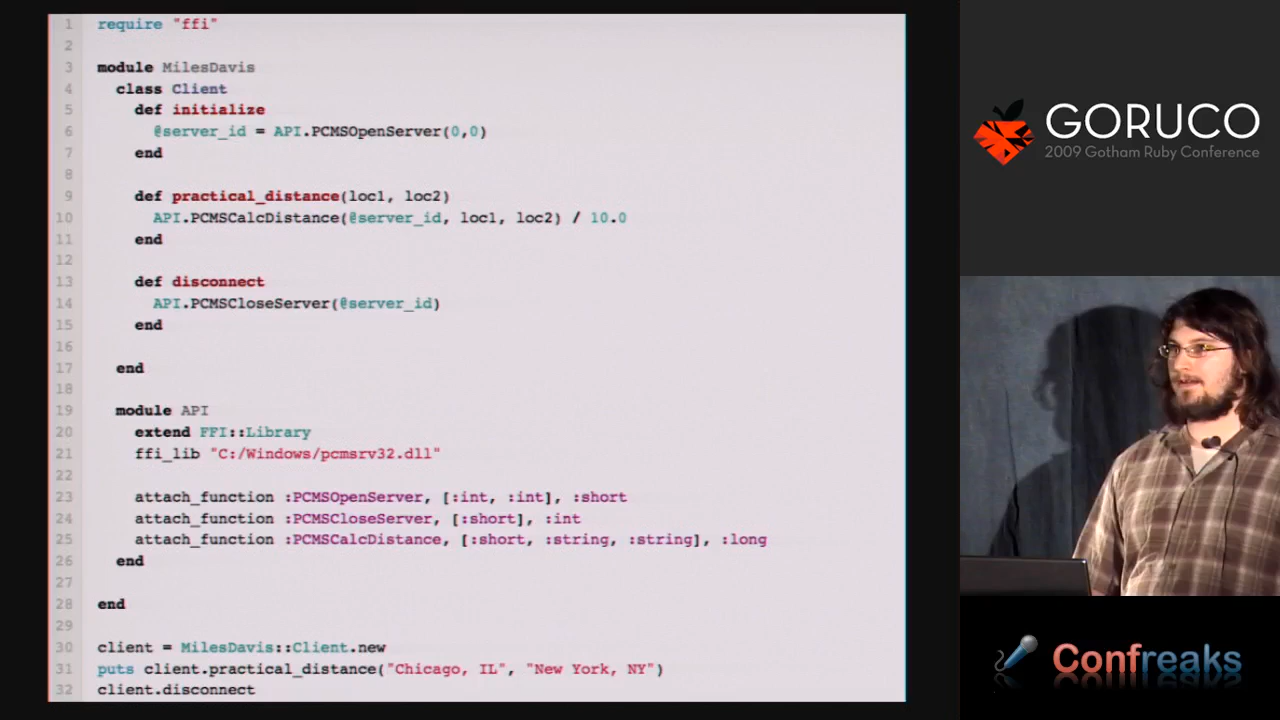 1 require "ffi"
2
3 module MilesDavis
4 class Client
5 def initialize
6 @server_id = API.PCMSOpenServer(0,0)
7 end
8
9 def practical_distance(loc1, loc2)
10 API.PCMSCalcDistance(@server_id, loc1, loc2) / 10.0
11 end
12
13 def disconnect
14 API.PCMSCloseServer(@server_id)
15 end
16
17 end
18
19 module API
20 extend FFI::Library
21 ffi_lib "C:/Windows/pcmsrv32.dll"
22
23 attach_function :PCMSOpenServer, [:int, :int], :short
24 attach_function :PCMSCloseServer, [:short], :int
25 attach_function :PCMSCalcDistance, [:short, :string, :string], :long
26 end
27
28 end
29
30 client = MilesDavis::Client.new
31 puts client.practical_distance("Chicago, IL", "New York, NY")
32 client.disconnect
GORUCO
2009 Gotham Ruby Conference
Confreaks